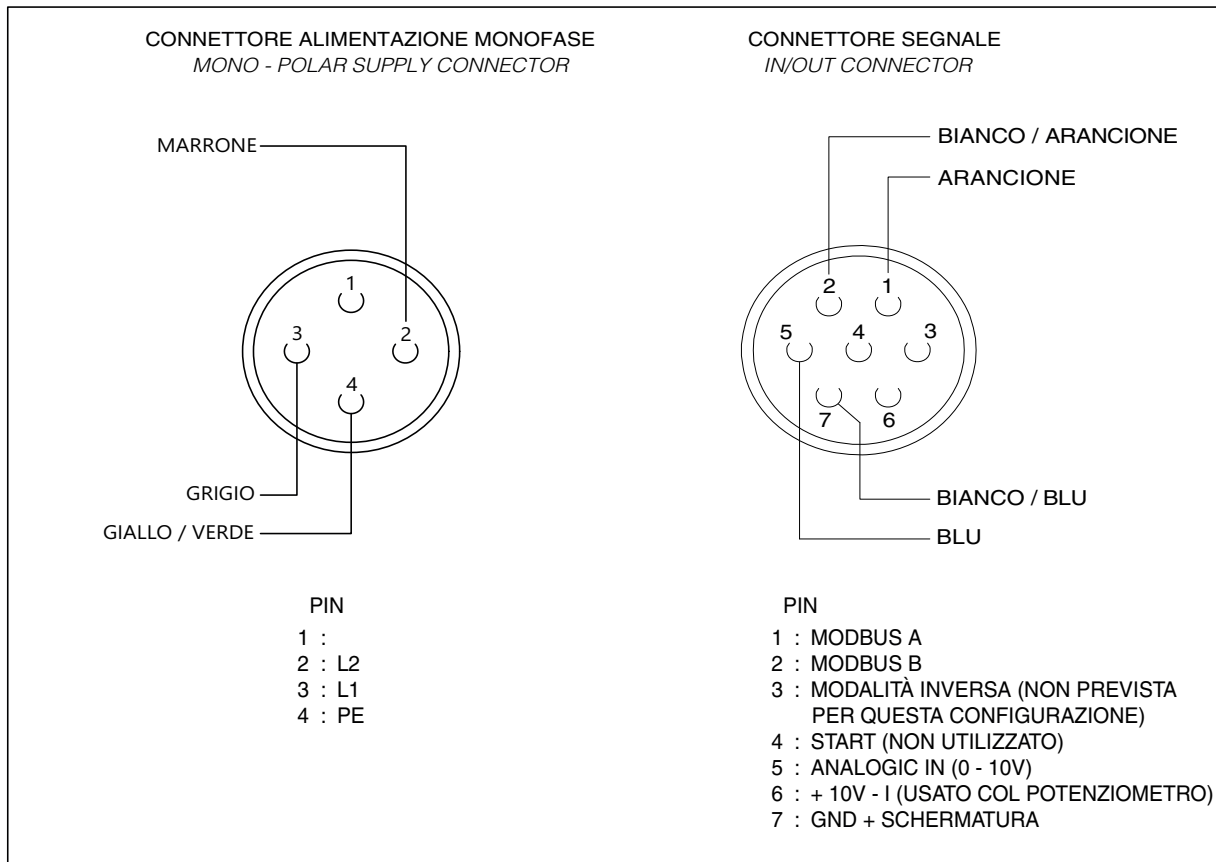 CONNETTORE ALIMENTAZIONE MONOFASE
MONO - POLAR SUPPLY CONNECTOR
MARRONE
1
3
2
4
GRIGIO
GIALLO / VERDE
PIN
1 :
2 : L2
3 : L1
4 : PE
CONNETTORE SEGNALE
IN/OUT CONNECTOR
BIANCO / ARANCIONE
ARANCIONE
2
1
5
4
3
7
6
BIANCO / BLU
BLU
PIN
1 : MODBUS A
2 : MODBUS B
3 : MODALITÀ INVERSA (NON PREVISTA
PER QUESTA CONFIGURAZIONE)
4 : START (NON UTILIZZATO)
5 : ANALOGIC IN (0 - 10V)
6 : + 10V - I (USATO COL POTENZIOMETRO)
7 : GND + SCHERMATURA